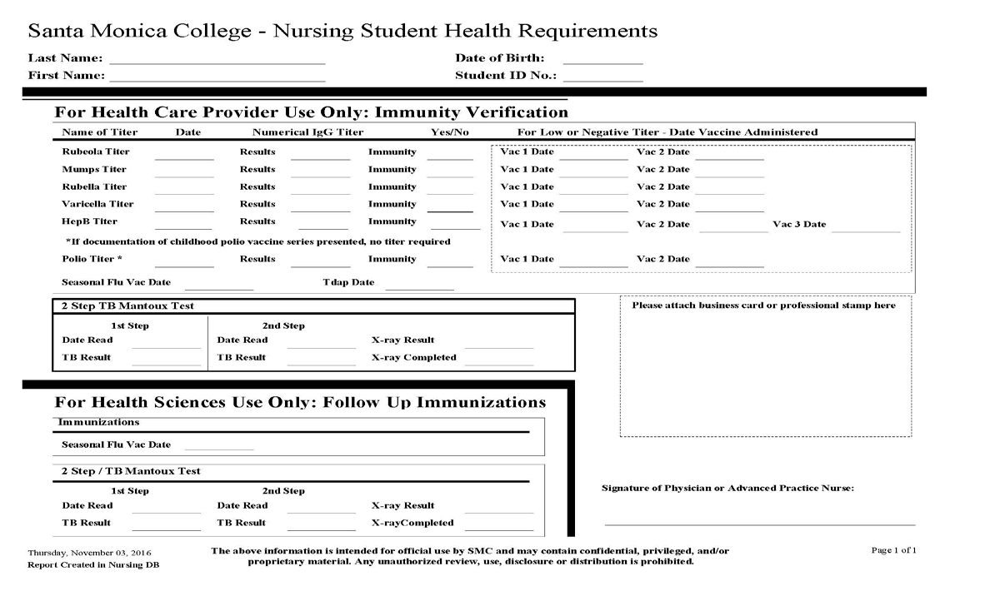 Santa Monica College - Nursing Student Health Requirements
Last Name: Date of Birth:
First Name: Student ID No.:
For Health Care Provider Use Only: Immunity Verification
Name of Titer Date Numerical IgG Titer Yes/No For Low or Negative Titer - Date Vaccine Administered
Rubeola Titer Results Immunity Vac 1 Date Vac 2 Date
Mumps Titer Results Immunity Vac 1 Date Vac 2 Date
Rubella Titer Results Immunity Vac 1 Date Vac 2 Date
Varicella Titer Results Immunity Vac 1 Date Vac 2 Date
HepB Titer Results Immunity Vac 1 Date Vac 2 Date Vac 3 Date
*If documentation of childhood polio vaccine series presented, no titer required
Polio Titer * Results Immunity Vac 1 Date Vac 2 Date
Seasonal Flu Vac Date Tdap Date
2 Step TB Mantoux Test Please attach business card or professional stamp here
1st Step 2nd Step
Date Read Date Read X-ray Result
TB Result TB Result X-ray Completed
For Health Sciences Use Only: Follow Up Immunizations
Immunizations
Seasonal Flu Vac Date
2 Step / TB Mantoux Test
1st Step 2nd Step Signature of Physician or Advanced Practice Nurse:
Date Read Date Read X-ray Result
TB Result TB Result X-rayCompleted
Thursday, November 03, 2016 The above information is intended for official use by SMC and may contain confidential, privileged, and/or Page 1 of 1
Report Created in Nursing DB proprietary material. Any unauthorized review, use, disclosure or distribution is prohibited.